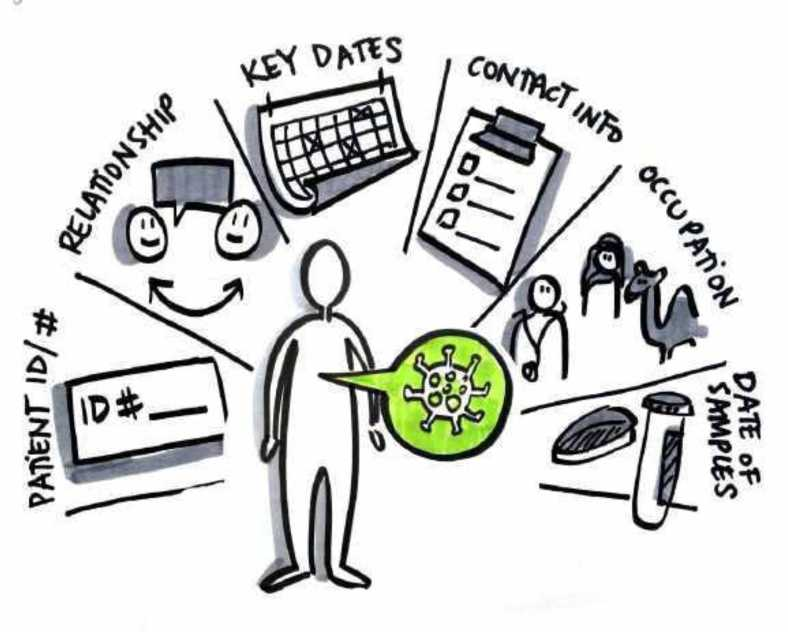 PATIENT ID/#
ID#
RELATIONSHIP
KEY DATES
CONTACT INFO
OCCUPATION
DATE OF
SAMPLES